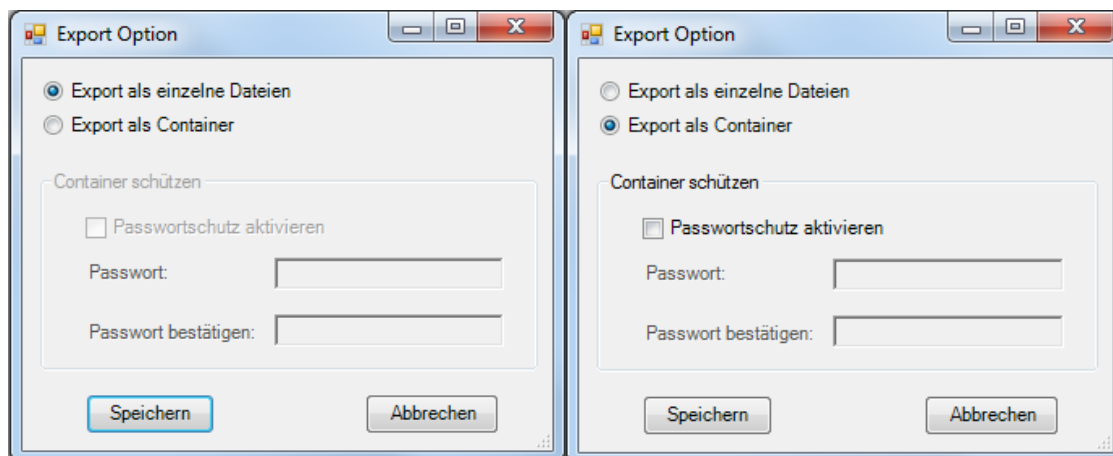 Export Option
Export als einzelne Dateien
Export als Container
Container schützen
Passwortschutz aktivieren
Passwort:
Passwort bestätigen:
Speichern
Abbrechen
Export Option
Export als einzelne Dateien
Export als Container
Container schützen
Passwortschutz aktivieren
Passwort:
Passwort bestätigen:
Speichern
Abbrechen